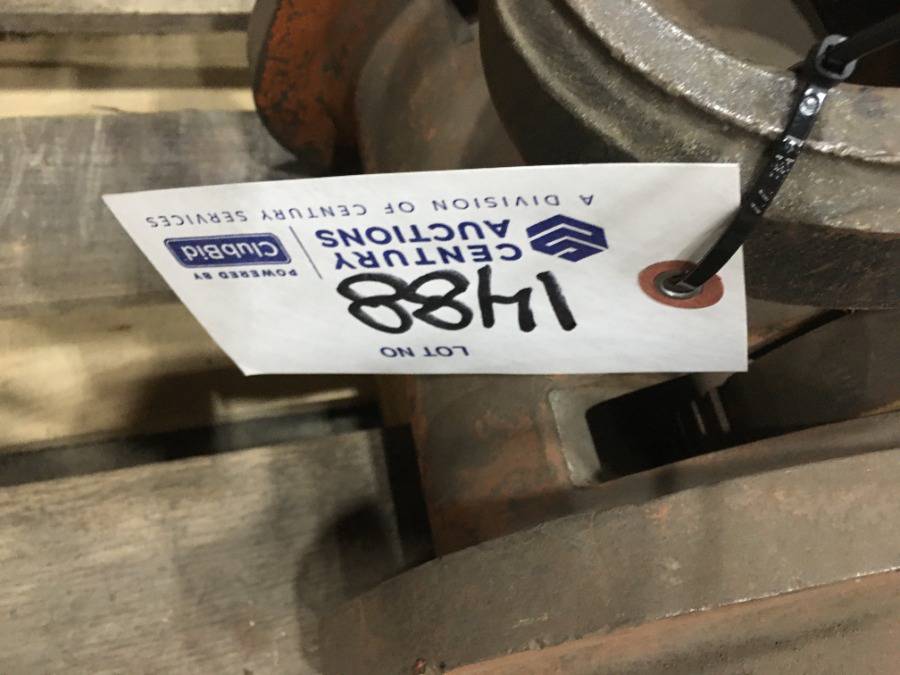 LOT NO
1488
POWERED BY
ClubBid
CENTURY
AUCTIONS
A DIVISION OF CENTURY SERVICES